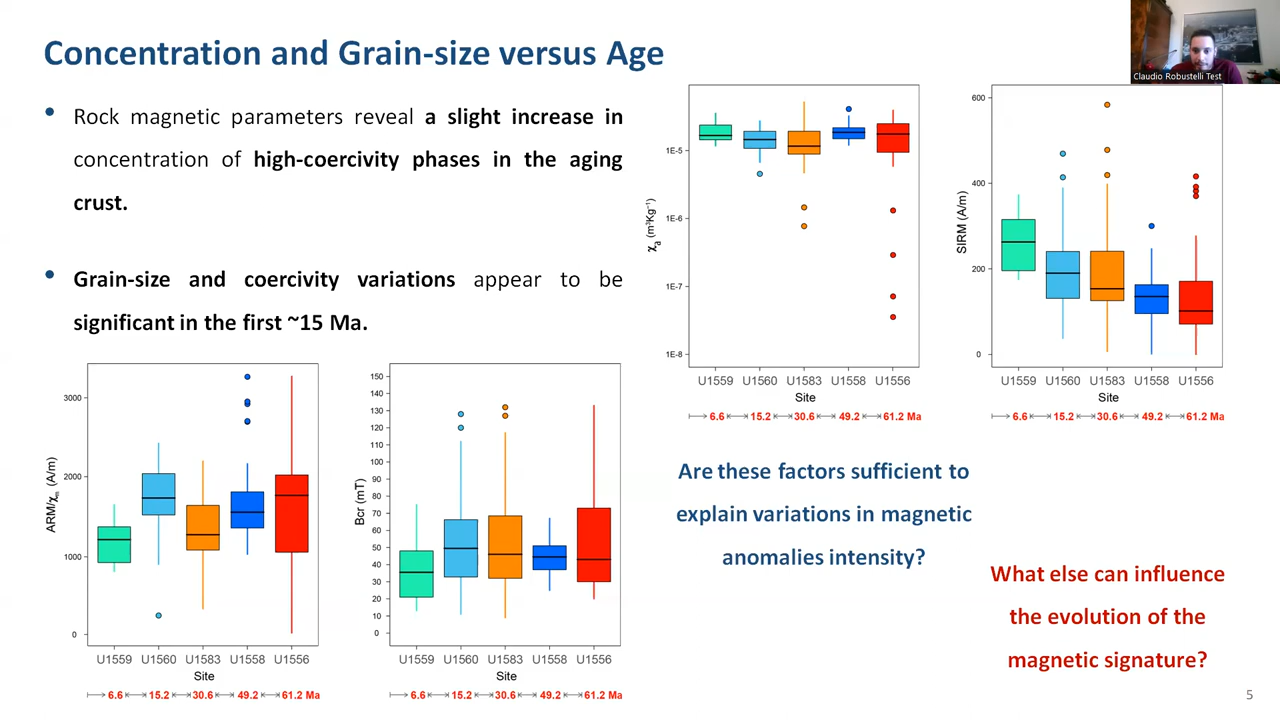 Concentration and Grain-size versus Age
Claudio Robustelli Test
• Rock magnetic parameters reveal a slight increase in
concentration of high-coercivity phases in the aging
crust.
• Grain-size and coercivity variations appear to be
significant in the first ~15 Ma.
χa (m³Kg⁻¹)
1E-5
1E-6
1E-7
1E-8
U1559 U1560 U1583 U1558 U1556
Site
6.6 15.2 30.6 49.2 61.2 Ma
SIRM (A/m)
600
400
200
0
U1559 U1560 U1583 U1558 U1556
Site
6.6 15.2 30.6 49.2 61.2 Ma
ARM/χm (A/m)
3000
2000
1000
0
U1559 U1560 U1583 U1558 U1556
Site
6.6 15.2 30.6 49.2 61.2 Ma
Bcr (mT)
150
140
130
120
110
100
90
80
70
60
50
40
30
20
10
0
U1559 U1560 U1583 U1558 U1556
Site
6.6 15.2 30.6 49.2 61.2 Ma
Are these factors sufficient to
explain variations in magnetic
anomalies intensity?
What else can influence
the evolution of the
magnetic signature?
5